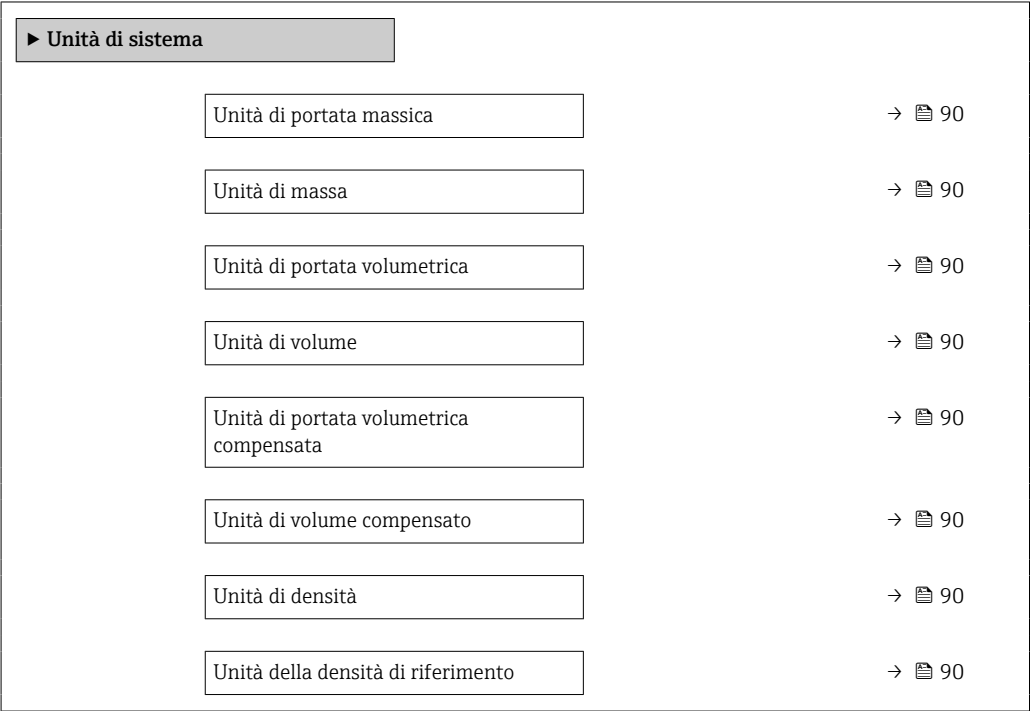 ▶ Unità di sistema
Unità di portata massica → 90
Unità di massa → 90
Unità di portata volumetrica → 90
Unità di volume → 90
Unità di portata volumetrica → 90
compensata
Unità di volume compensato → 90
Unità di densità → 90
Unità della densità di riferimento → 90